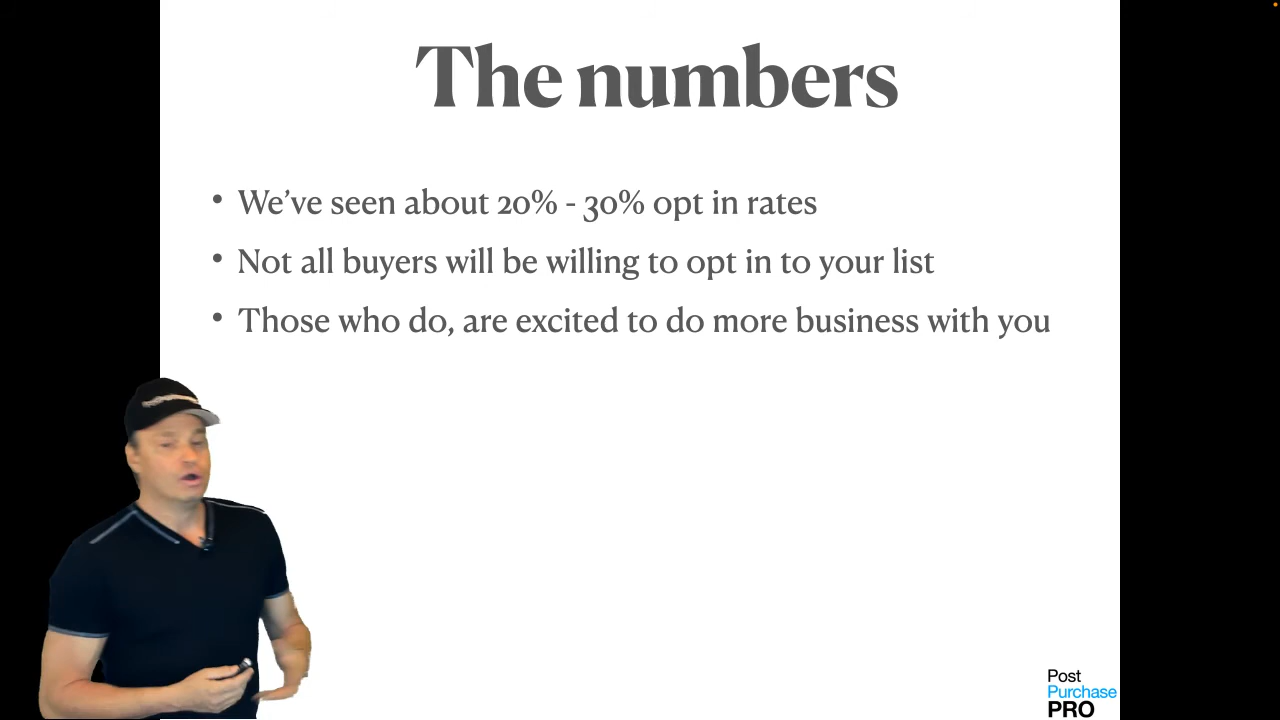 The numbers
• We’ve seen about 20% - 30% opt in rates
• Not all buyers will be willing to opt in to your list
• Those who do, are excited to do more business with you
Post
Purchase
PRO